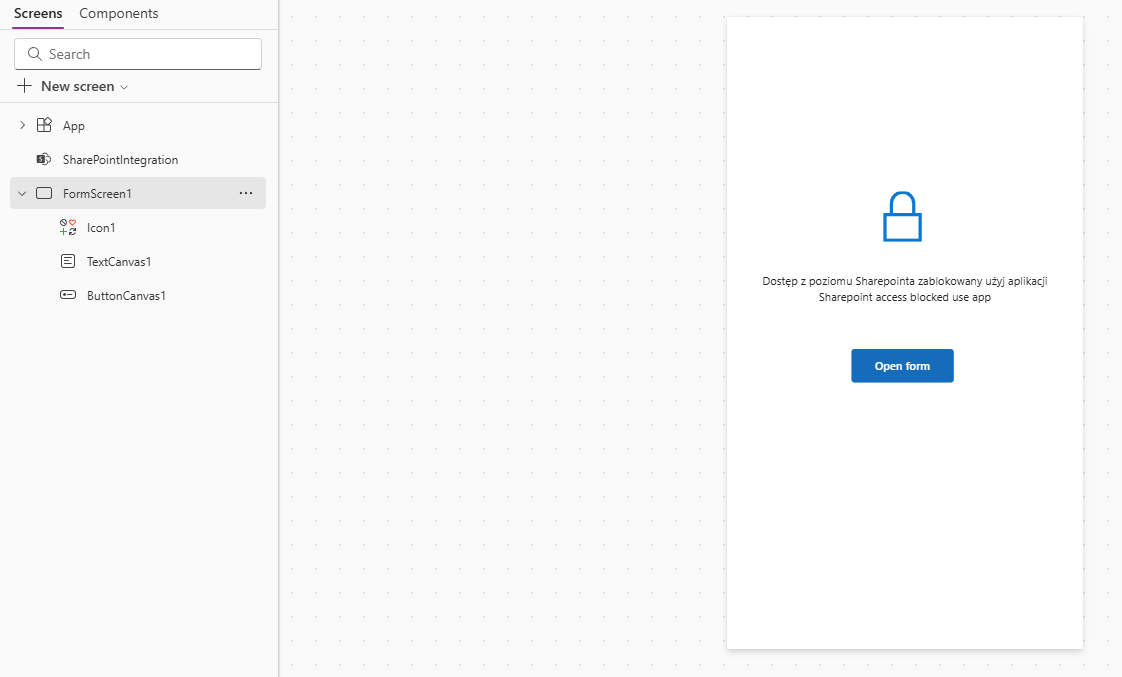 Screens Components
Search
New screen
App
SharePointIntegration
FormScreen1
Icon1
TextCanvas1
ButtonCanvas1
Dostęp z poziomu Sharepointa zablokowany użyj aplikacji
Sharepoint access blocked use app
Open form